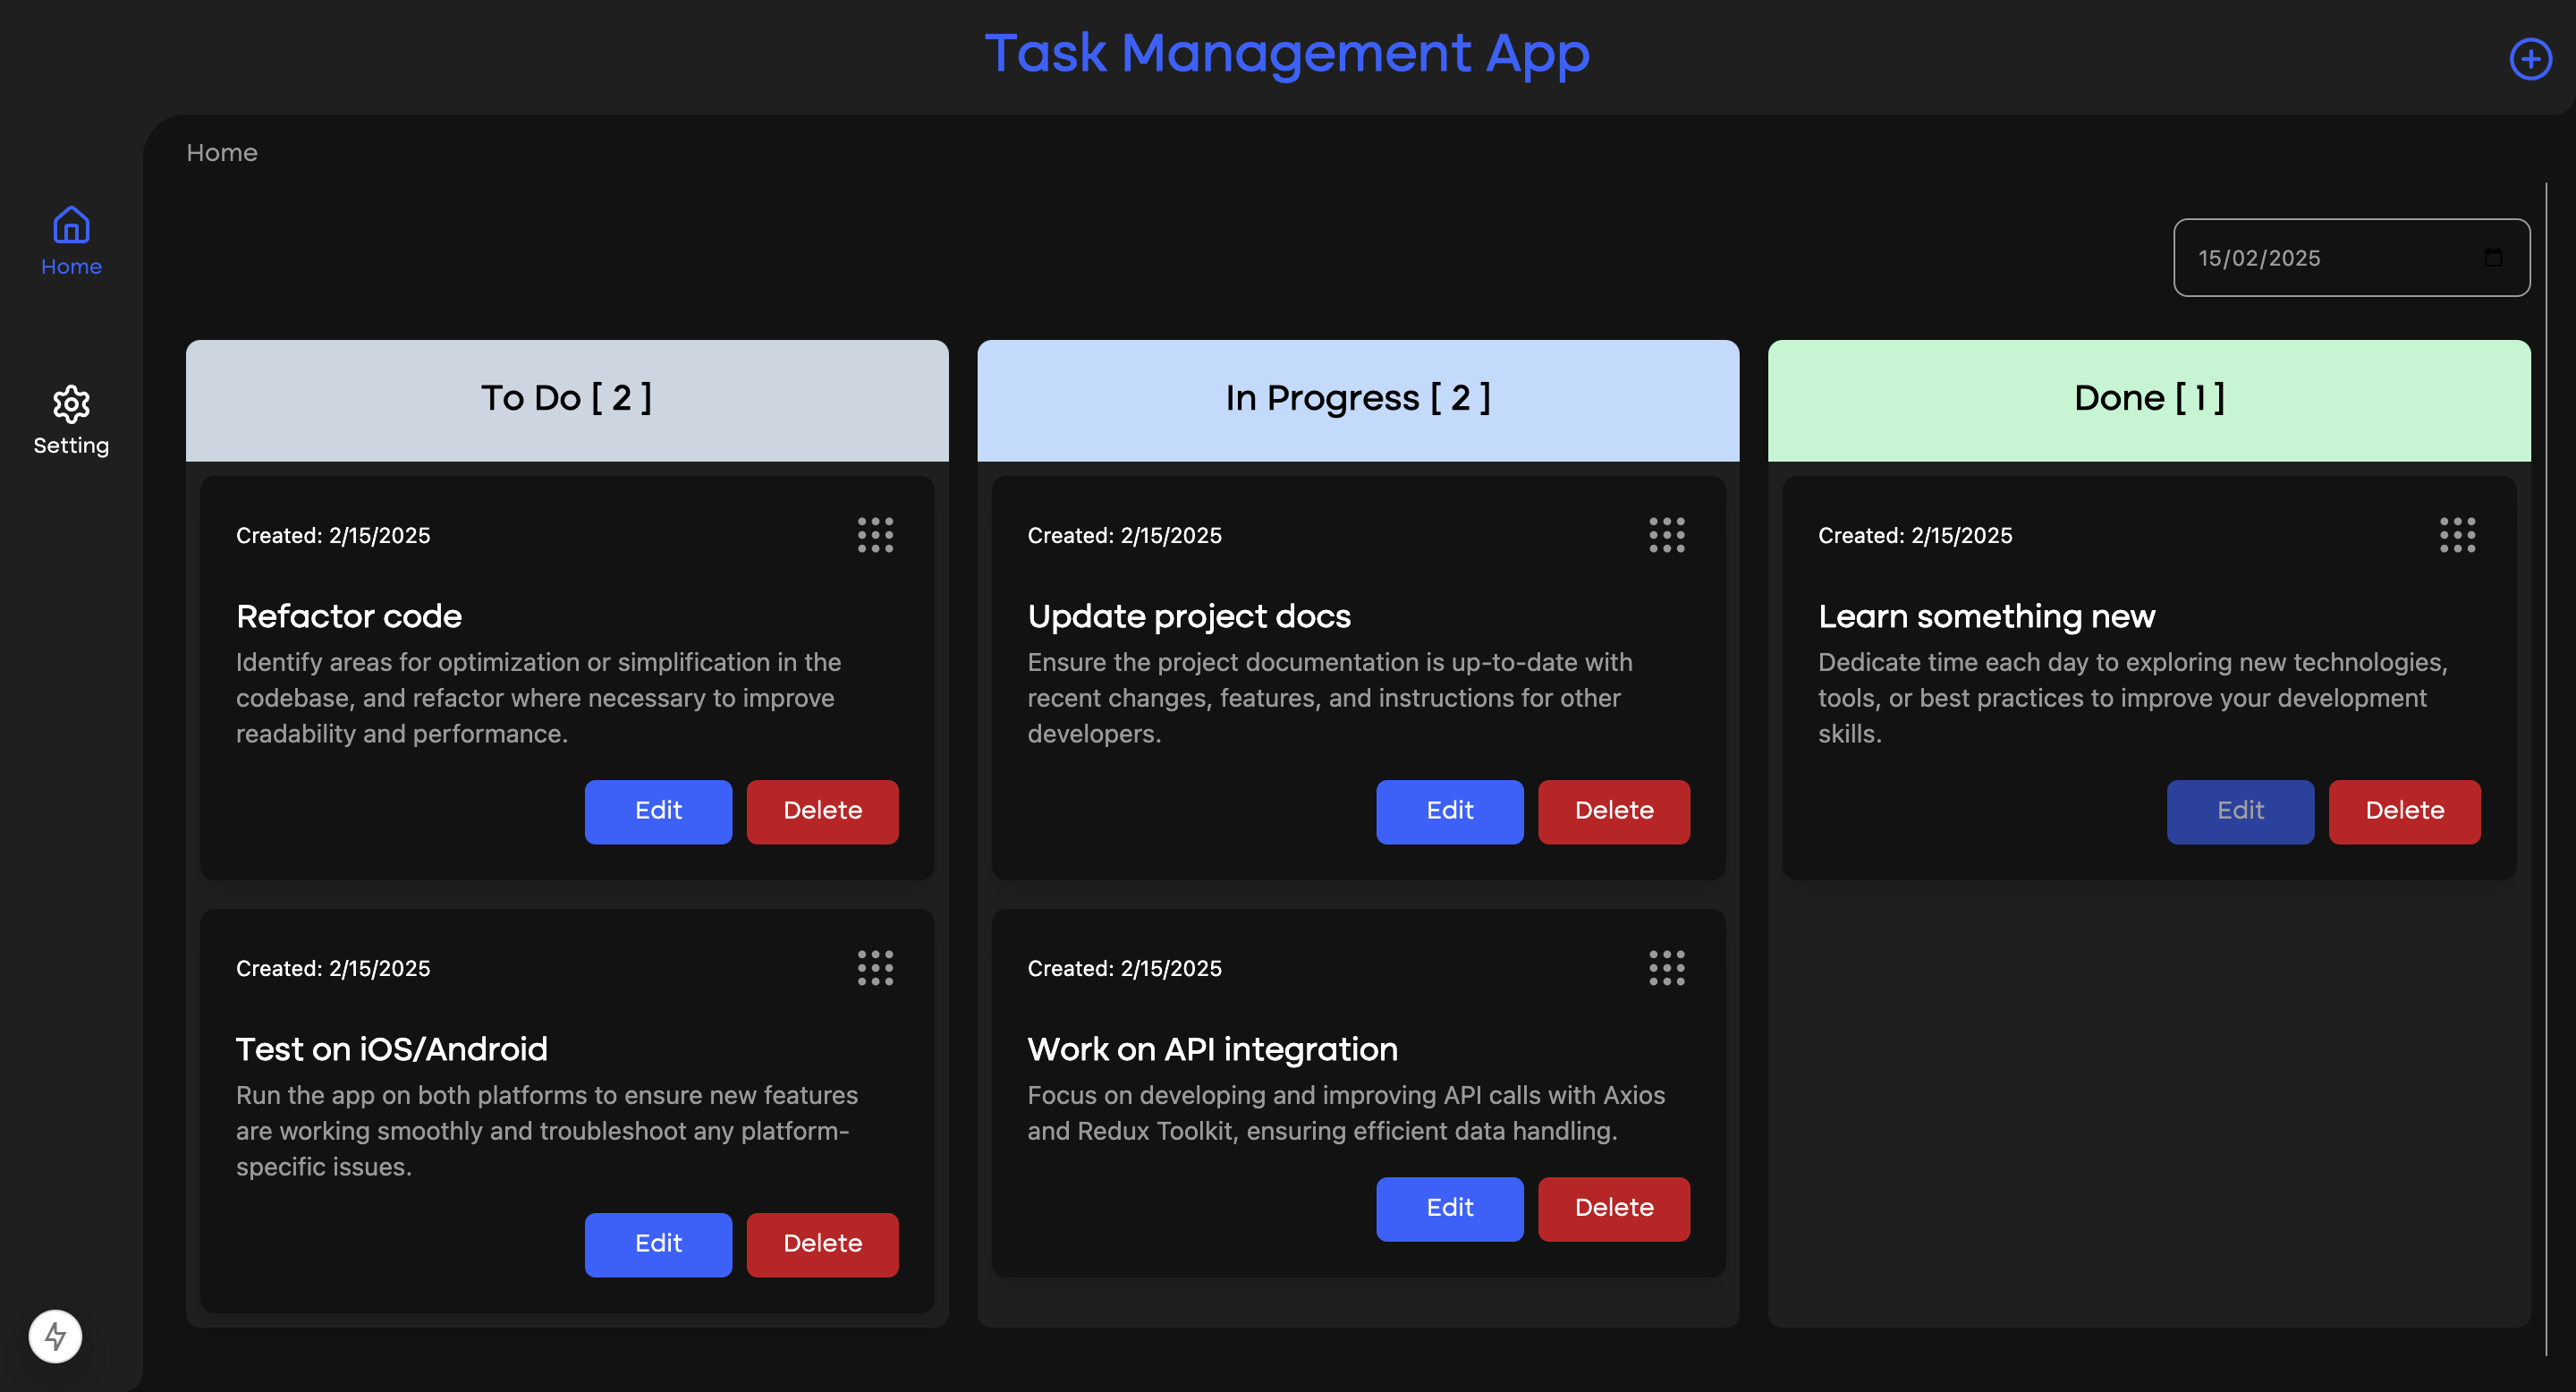 Task Management App
Home
Home
Setting
15/02/2025
To Do [ 2 ]
Created: 2/15/2025
Refactor code
Identify areas for optimization or simplification in the
codebase, and refactor where necessary to improve
readability and performance.
Edit
Delete
Created: 2/15/2025
Test on iOS/Android
Run the app on both platforms to ensure new features
are working smoothly and troubleshoot any platform-
specific issues.
Edit
Delete
In Progress [ 2 ]
Created: 2/15/2025
Update project docs
Ensure the project documentation is up-to-date with
recent changes, features, and instructions for other
developers.
Edit
Delete
Created: 2/15/2025
Work on API integration
Focus on developing and improving API calls with Axios
and Redux Toolkit, ensuring efficient data handling.
Edit
Delete
Done [ 1 ]
Created: 2/15/2025
Learn something new
Dedicate time each day to exploring new technologies,
tools, or best practices to improve your development
skills.
Edit
Delete